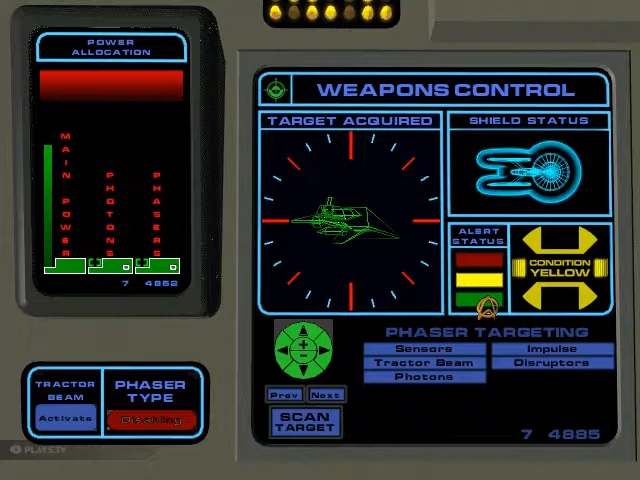 POWER
ALLOCATION
MAIN POWER
PHOTONS
PHASERS
7 4852
WEAPONS CONTROL
TARGET ACQUIRED
SHIELD STATUS
ALERT
STATUS
CONDITION
YELLOW
PHASER TARGETING
Sensors
Impulse
Tractor Beam
Disruptors
Photons
Prev
Next
SCAN
TARGET
7 4885
TRACTOR
BEAM
Activate
PHASER
TYPE
PLAYS.TV